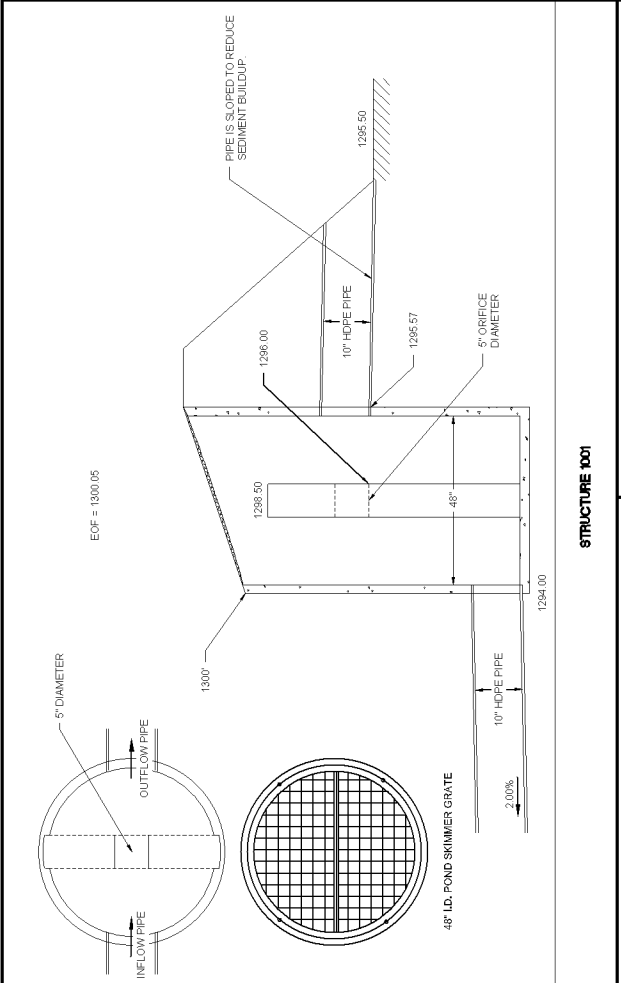 5" DIAMETER
OUTFLOW PIPE
INFLOW PIPE
48" I.D. POND SKIMMER GRATE
EOF = 1300.05
1300'
1298.50
1296.00
48"
10" HDPE PIPE
1295.57
5" ORIFICE
DIAMETER
PIPE IS SLOPED TO REDUCE
SEDIMENT BUILDUP.
1295.50
1294.00
10" HDPE PIPE
2.00%
STRUCTURE 1001